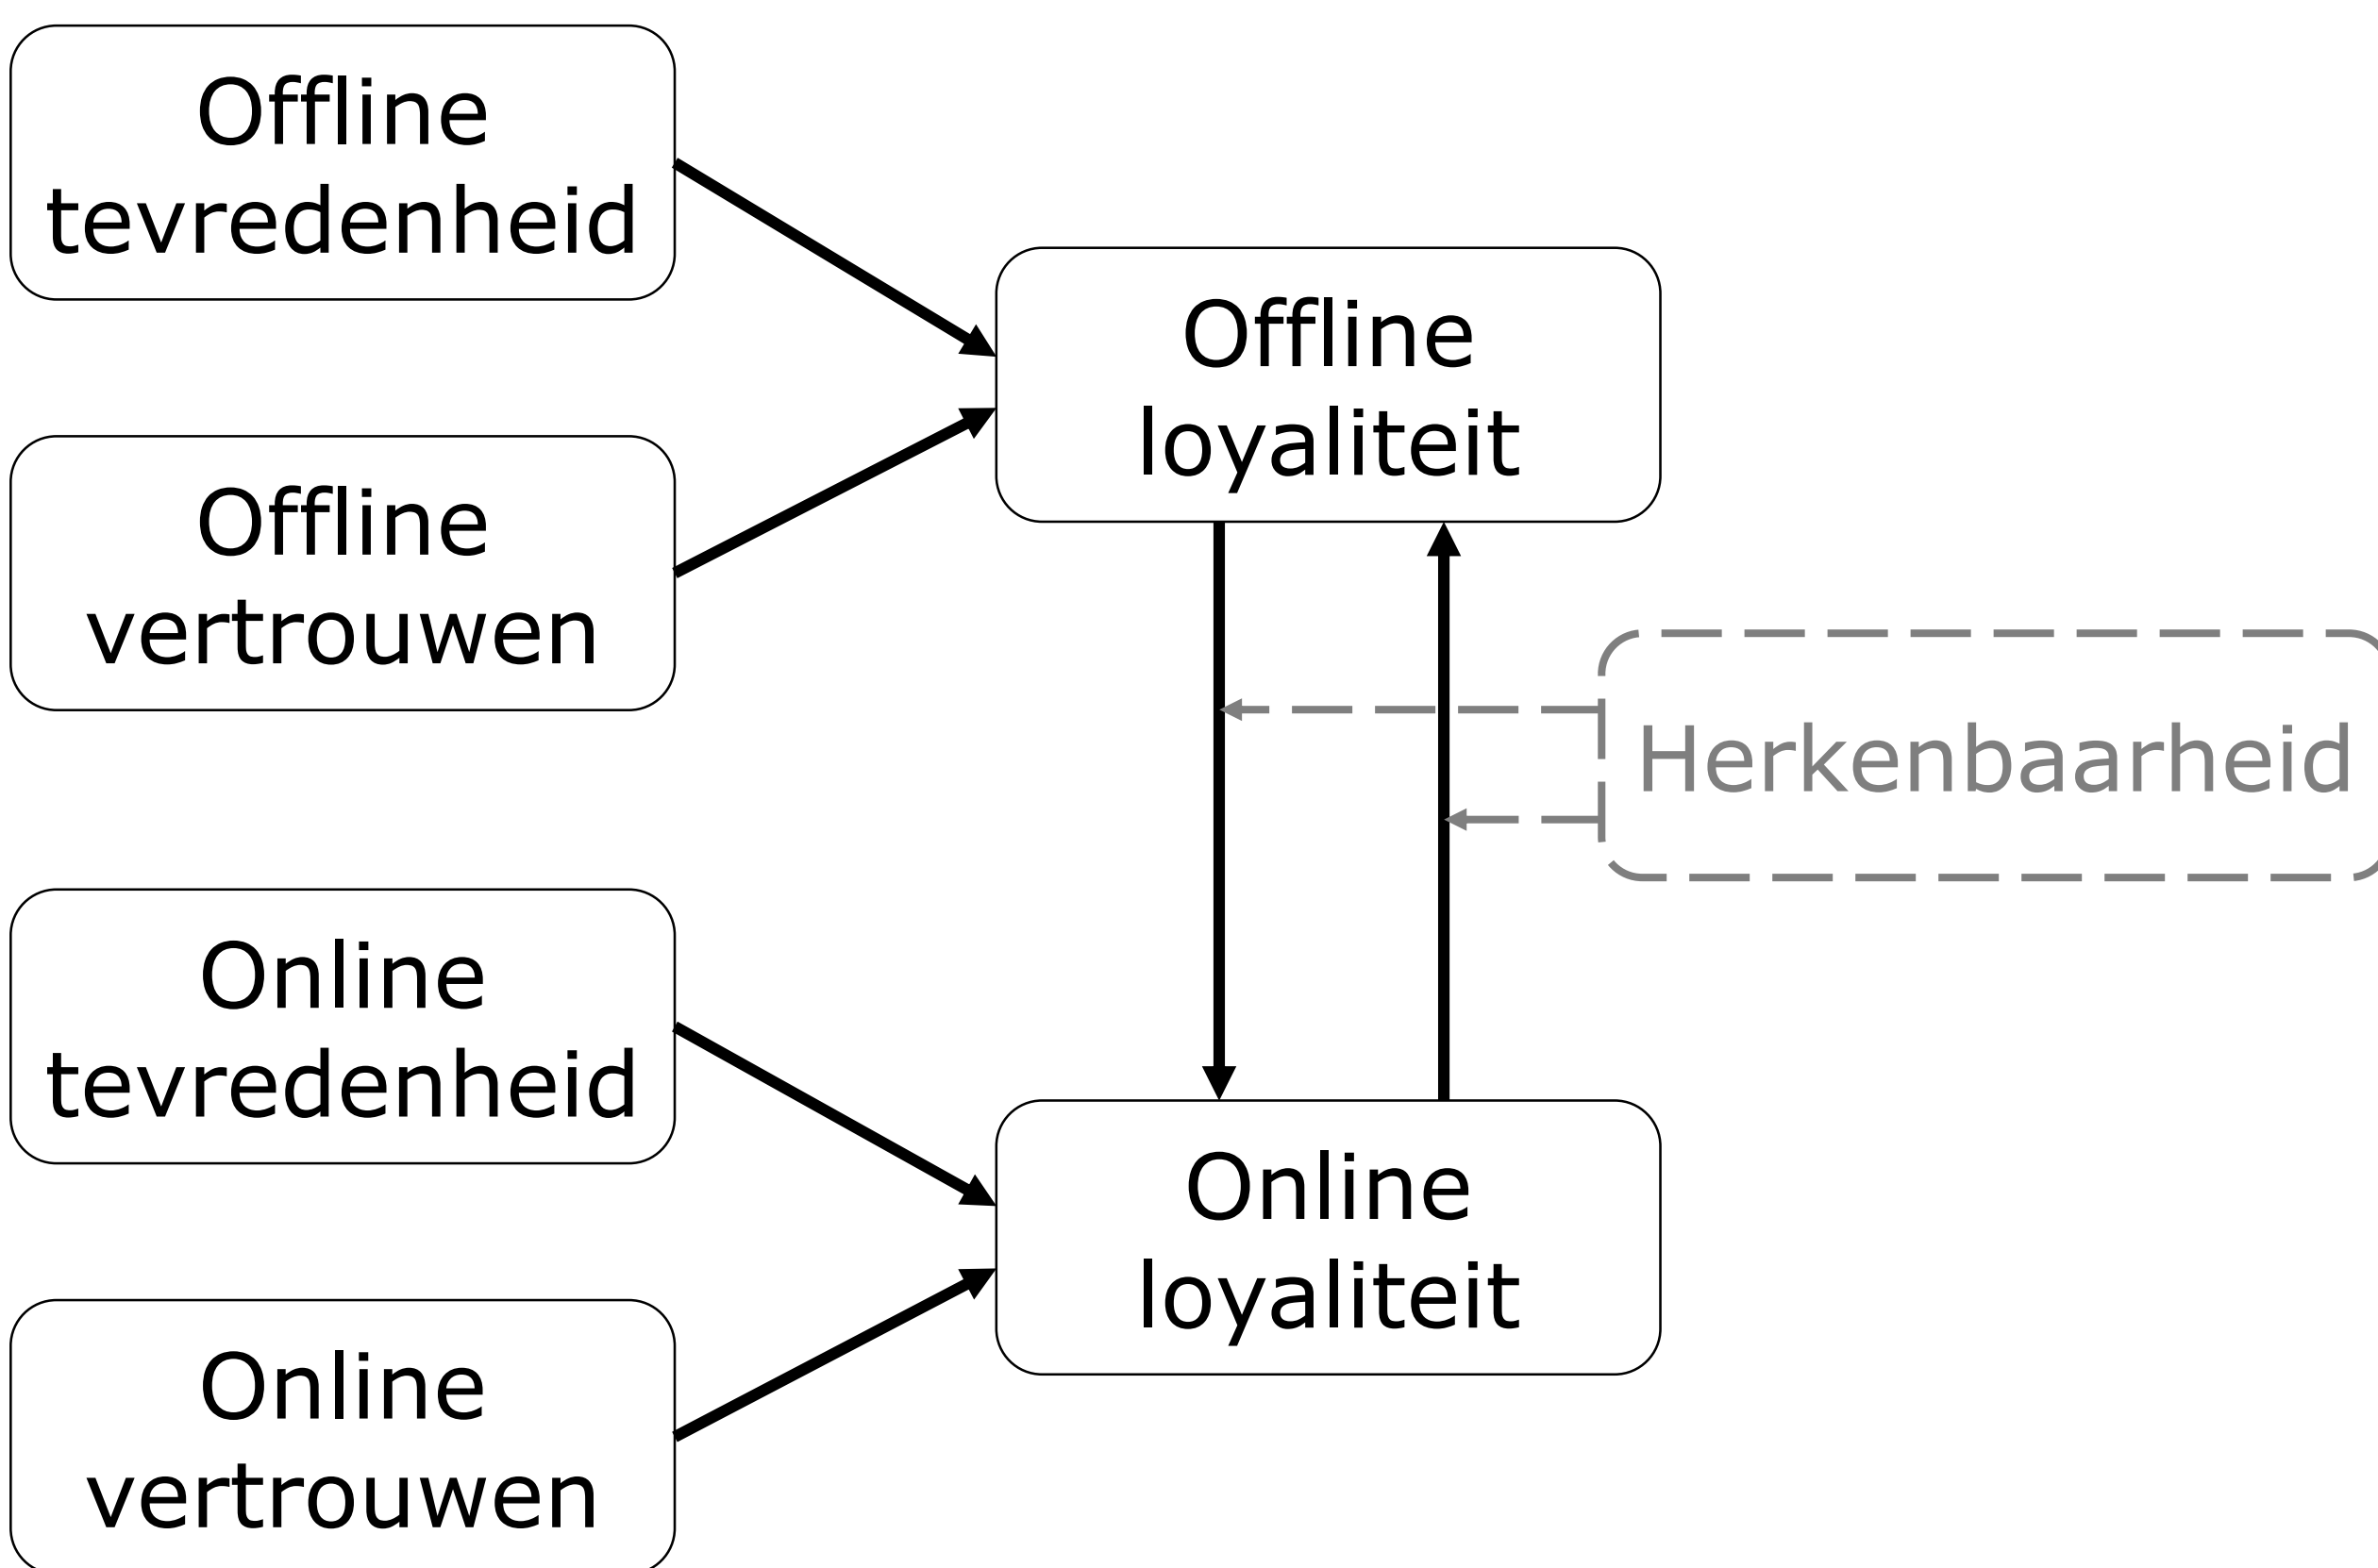 Offline
tevredenheid
Offline
loyaliteit
Offline
vertrouwen
Herkenbaarheid
Online
tevredenheid
Online
loyaliteit
Online
vertrouwen